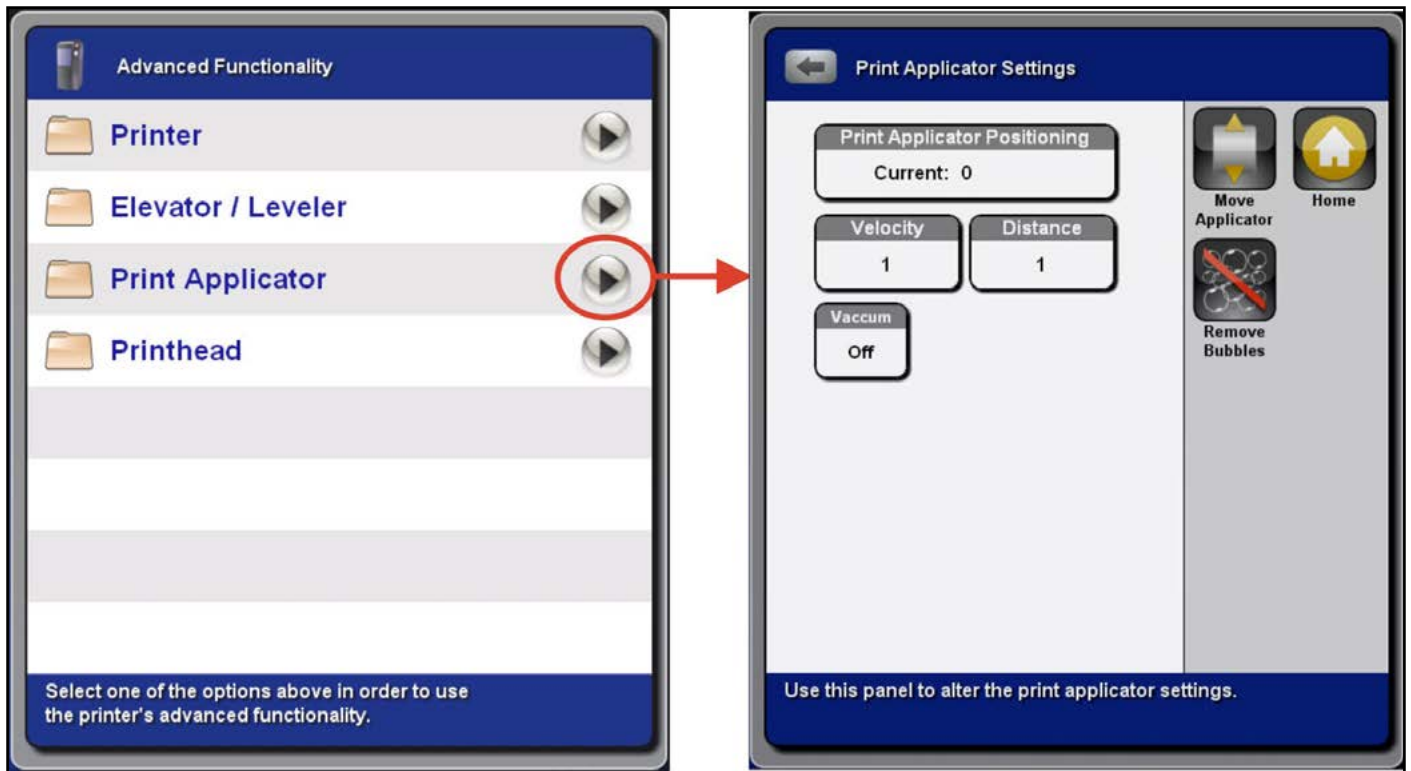 Advanced Functionality
Printer
Elevator / Leveler
Print Applicator
Printhead
Select one of the options above in order to use
the printer's advanced functionality.
Print Applicator Settings
Print Applicator Positioning
Current: 0
Velocity
1
Distance
1
Vaccum
Off
Move
Applicator
Home
Remove
Bubbles
Use this panel to alter the print applicator settings.